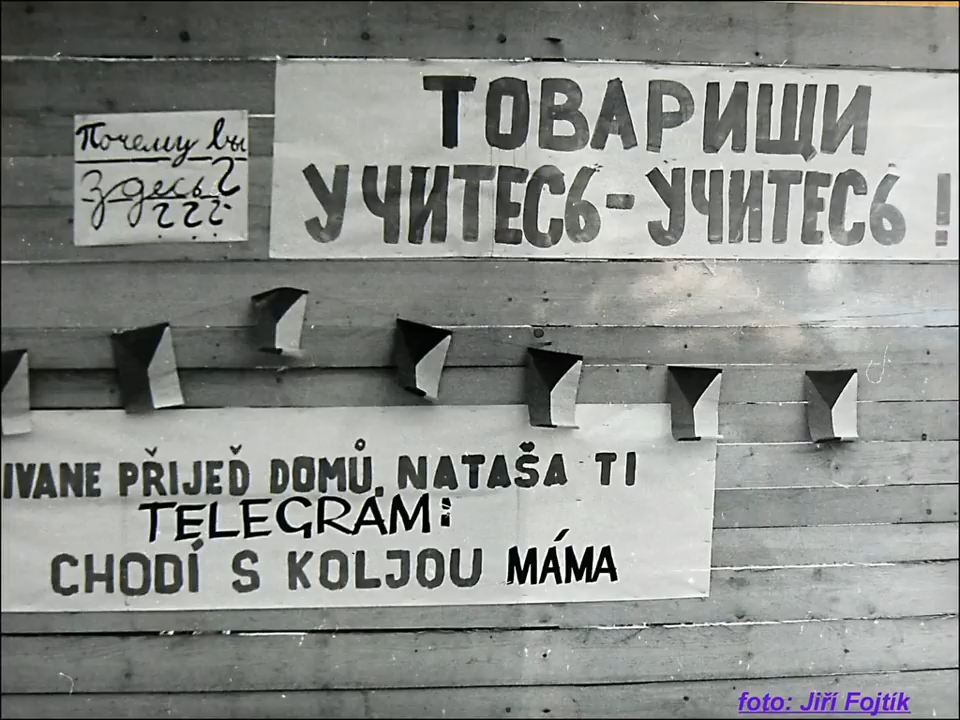 Почему вы
здесь?
???
ТОВАРИЩИ
УЧИТЕСЬ-УЧИТЕСЬ!
IVANE PŘIJEĎ DOMŮ, NATAŠA TI
TELEGRAM:
CHODÍ S KOLJOU MÁMA
foto: Jiří Fojtík